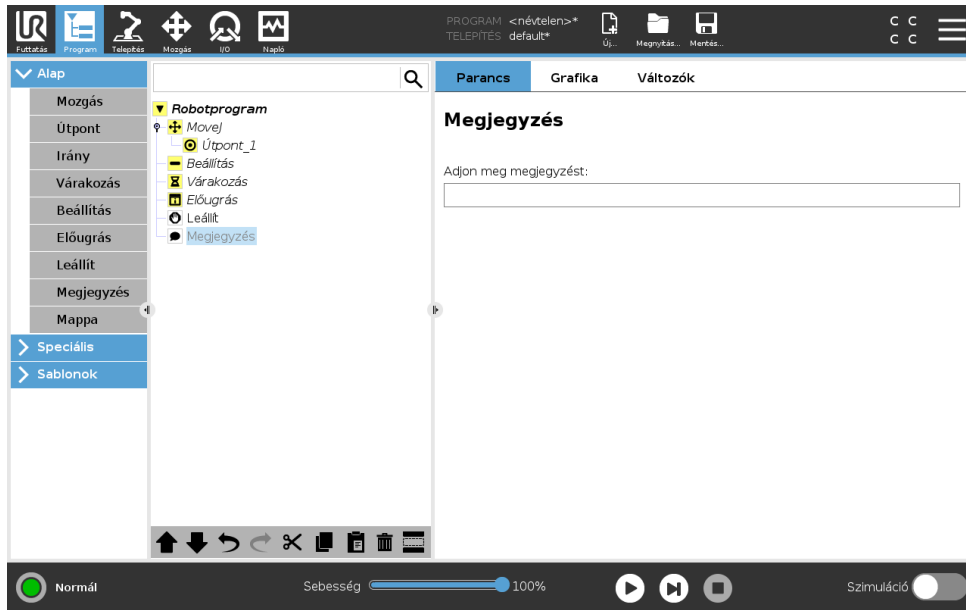 PROGRAM <névtelen>*
TELEPÍTÉS default*
UR
Futtatás Program Telepítés Mozgás I/O Napló
Új... Megnyitás... Mentés...
C C
C C
Alap
Mozgás
Útpont
Irány
Várakozás
Beállítás
Előugrás
Leállít
Megjegyzés
Mappa
Speciális
Sablonok
Robotprogram
MoveJ
Útpont_1
Beállítás
Várakozás
Előugrás
Leállít
Megjegyzés
Parancs Grafika Változók
Megjegyzés
Adjon meg megjegyzést:
Normál
Sebesség 100%
Szimuláció